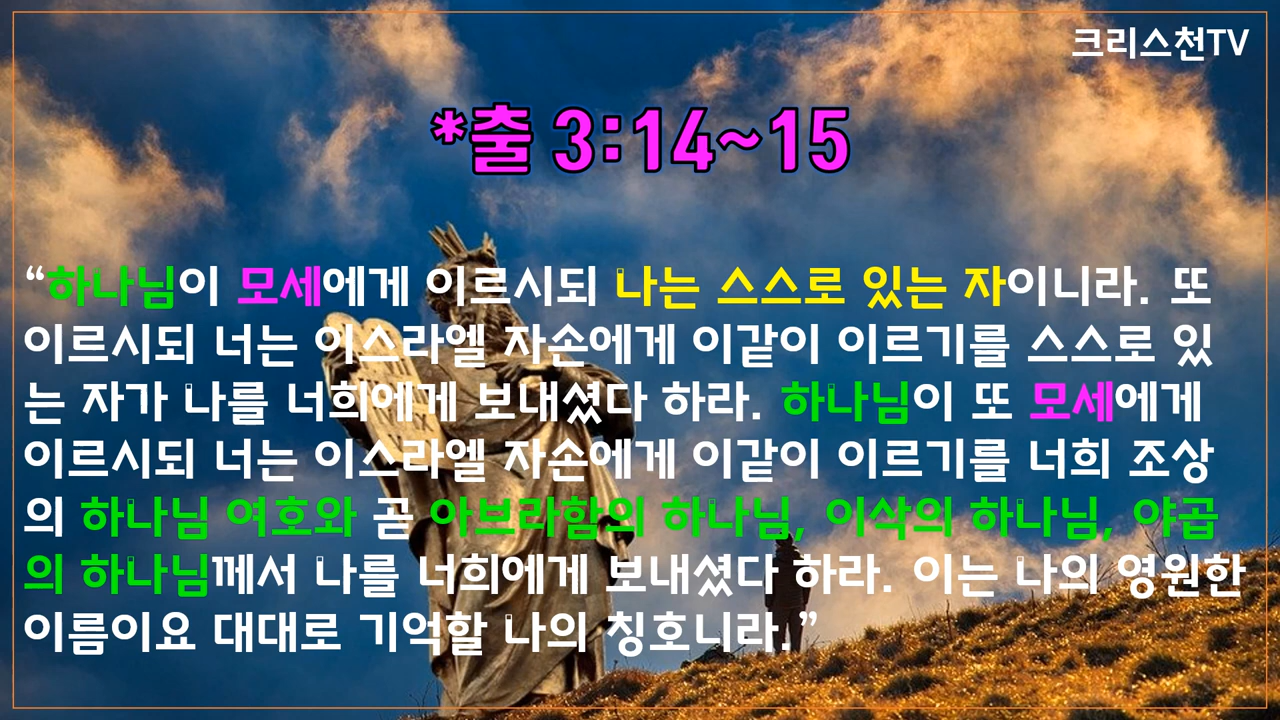 크리스천TV
*출 3:14~15
“하나님이 모세에게 이르시되 나는 스스로 있는 자이니라. 또
이르시되 너는 이스라엘 자손에게 이같이 이르기를 스스로 있
는 자가 나를 너희에게 보내셨다 하라. 하나님이 또 모세에게
이르시되 너는 이스라엘 자손에게 이같이 이르기를 너희 조상
의 하나님 여호와 곧 아브라함의 하나님, 이삭의 하나님, 야곱
의 하나님께서 나를 너희에게 보내셨다 하라. 이는 나의 영원한
이름이요 대대로 기억할 나의 칭호니라.”